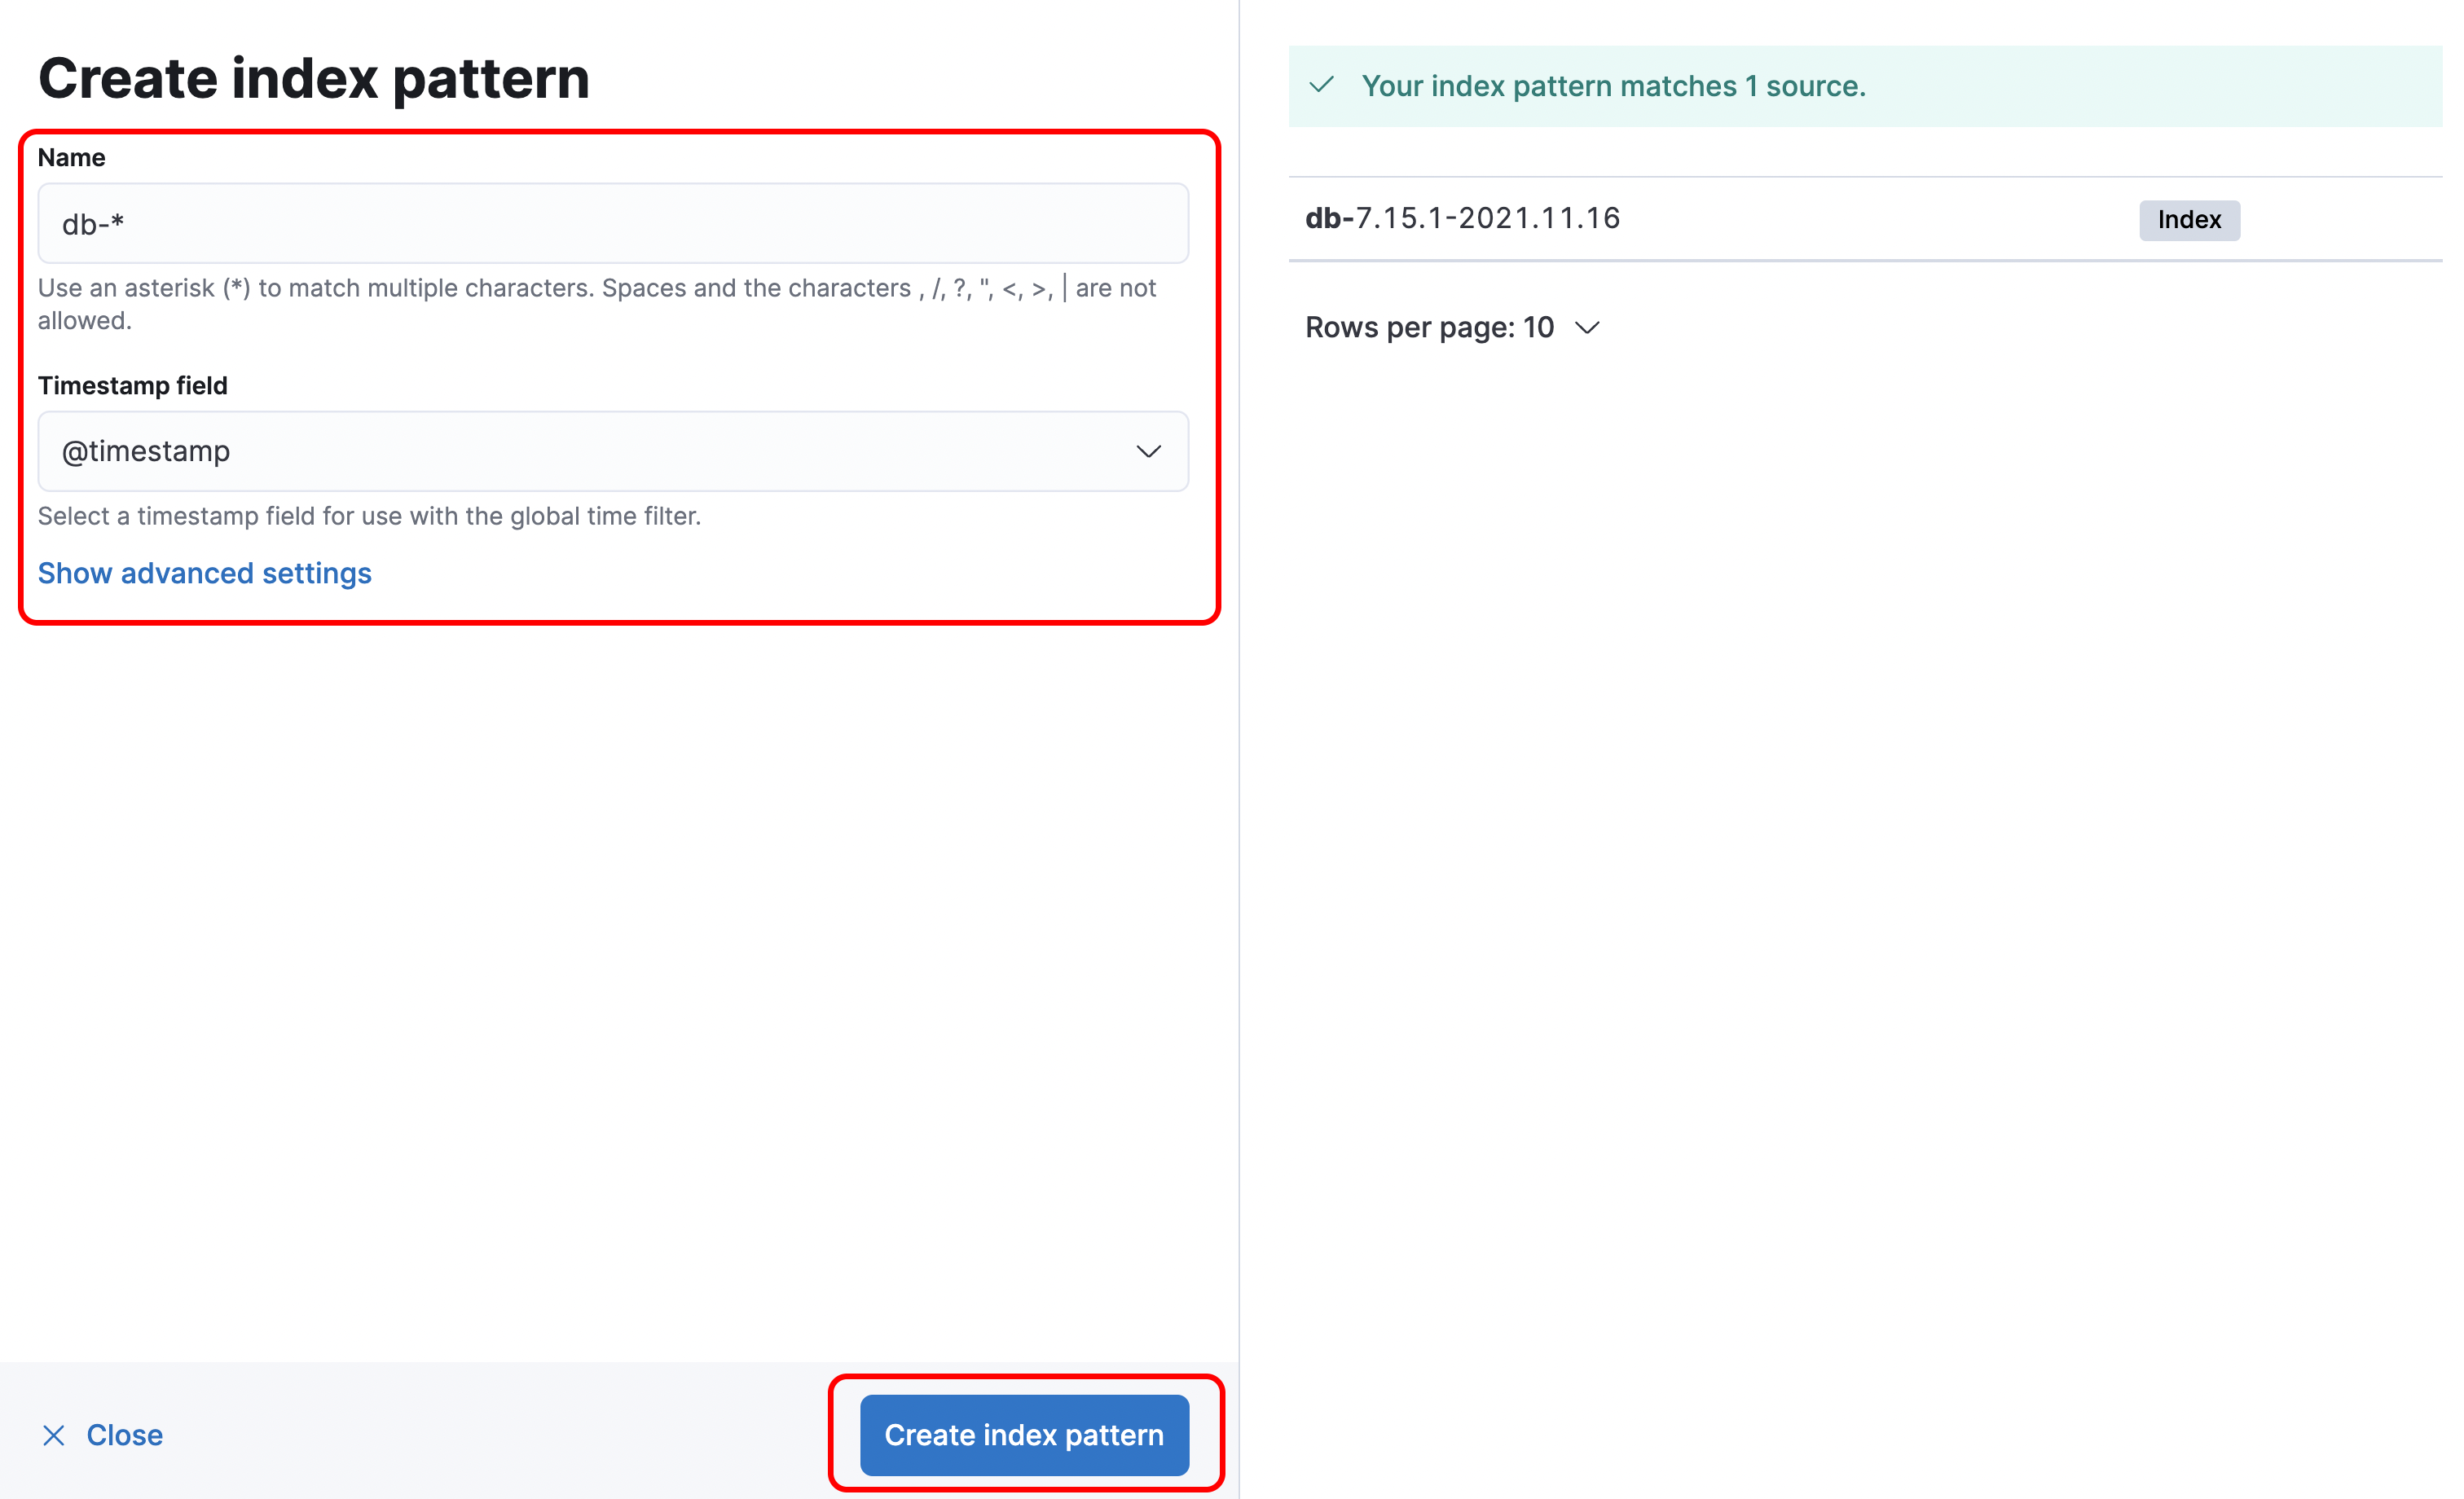 Create index pattern
Name
db-*
Use an asterisk (*) to match multiple characters. Spaces and the characters , /, ?, ", <, >, | are not
allowed.
Timestamp field
@timestamp
Select a timestamp field for use with the global time filter.
Show advanced settings
Close
Create index pattern
Your index pattern matches 1 source.
db-7.15.1-2021.11.16 Index
Rows per page: 10